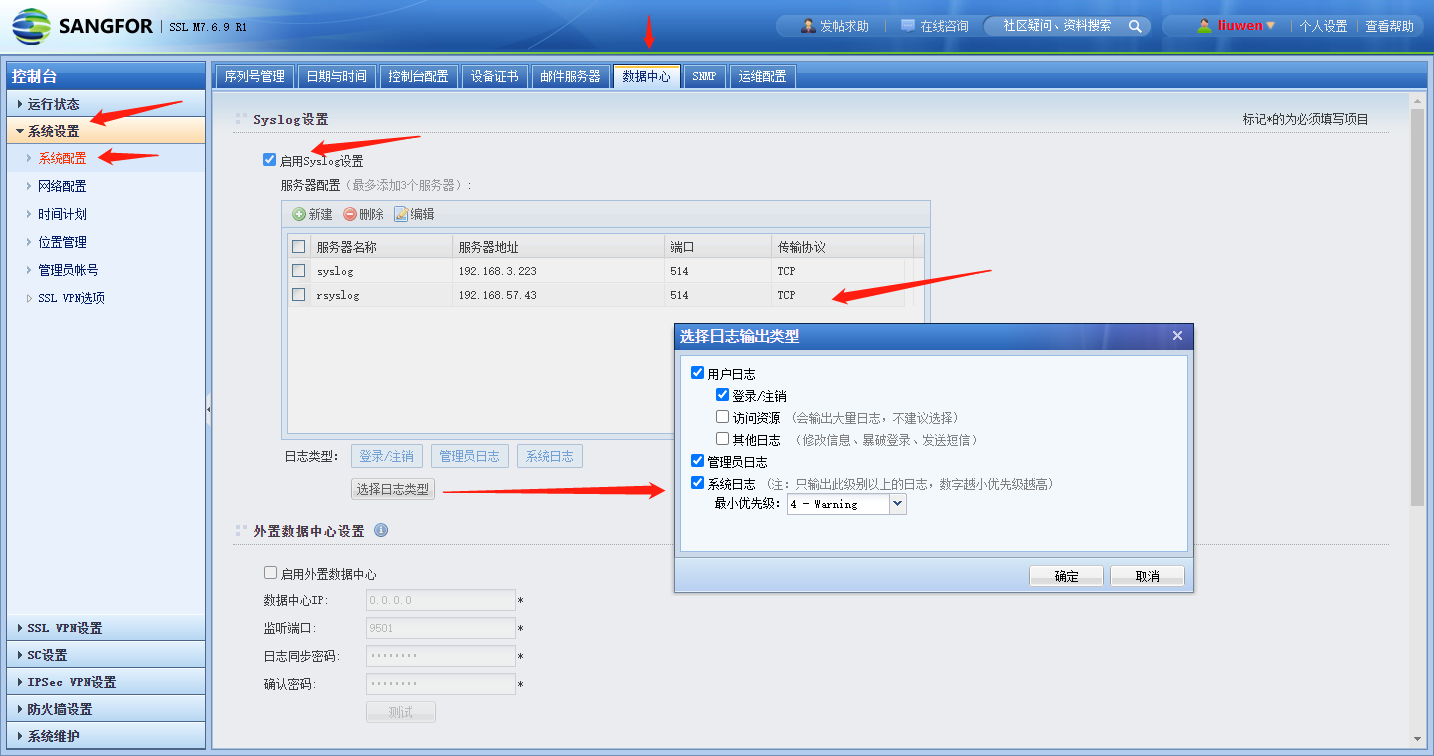 SANGFOR SSL M7.6.9 R1
发帖求助 在线咨询 社区疑问、资料搜索 liuwen 个人设置 查看帮助
控制台
运行状态
系统设置
系统配置
网络配置
时间计划
位置管理
管理员帐号
SSL VPN选项
SSL VPN设置
SC设置
IPSec VPN设置
防火墙设置
系统维护
序列号管理 日期与时间 控制台配置 设备证书 邮件服务器 数据中心 SNMP 运维配置
Syslog设置 标记*的为必须填写项目
启用Syslog设置
服务器配置(最多添加3个服务器):
新建 删除 编辑
服务器名称 服务器地址 端口 传输协议
syslog 192.168.3.223 514 TCP
rsyslog 192.168.57.43 514 TCP
日志类型: 登录/注销 管理员日志 系统日志
选择日志类型
选择日志输出类型
用户日志
登录/注销
访问资源 (会输出大量日志,不建议选择)
其他日志 (修改信息、暴破登录、发送短信)
管理员日志
系统日志 (注:只输出此级别以上的日志,数字越小优先级越高)
最小优先级: 4 - Warning
确定 取消
外置数据中心设置
启用外置数据中心
数据中心IP: 0.0.0.0 *
监听端口: 9501 *
日志同步密码: •••••••• *
确认密码: •••••••• *
测试